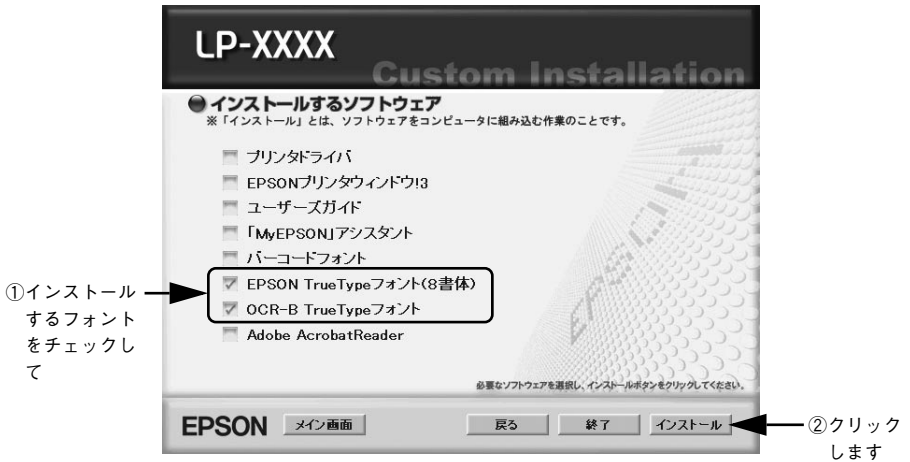 LP-XXXX
Custom Installation
インストールするソフトウェア
※「インストール」とは、ソフトウェアをコンピュータに組み込む作業のことです。
プリンタドライバ
EPSONプリンタウィンドウ!3
ユーザーズガイド
「MyEPSON」アシスタント
バーコードフォント
EPSON TrueTypeフォント(8書体)
OCR-B TrueTypeフォント
Adobe AcrobatReader
①インストール
するフォント
をチェックし
て
EPSON
必要なソフトウェアを選択し、インストールボタンをクリックしてください。
EPSON
メイン画面
戻る
終了
インストール
②クリック
します